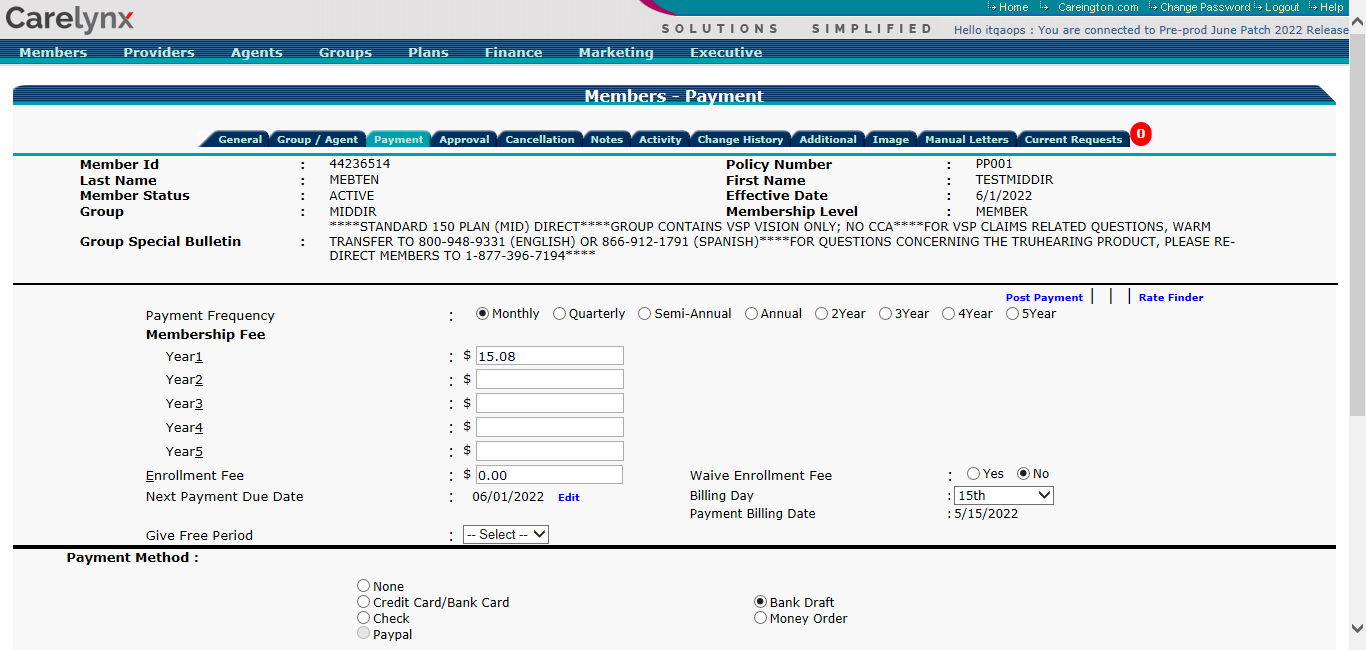 Carelynx
Home Careington.com Change Password Logout Help
SOLUTIONS SIMPLIFIED
Hello itqaops : You are connected to Pre-prod June Patch 2022 Release
Members Providers Agents Groups Plans Finance Marketing Executive
Members - Payment
General Group / Agent Payment Approval Cancellation Notes Activity Change History Additional Image Manual Letters Current Requests 0
Member Id : 44236514 Policy Number : PP001
Last Name : MEBTEN First Name : TESTMIDDIR
Member Status : ACTIVE Effective Date : 6/1/2022
Group : MIDDIR Membership Level : MEMBER
****STANDARD 150 PLAN (MID) DIRECT****GROUP CONTAINS VSP VISION ONLY; NO CCA****FOR VSP CLAIMS RELATED QUESTIONS, WARM
Group Special Bulletin : TRANSFER TO 800-948-9331 (ENGLISH) OR 866-912-1791 (SPANISH)****FOR QUESTIONS CONCERNING THE TRUHEARING PRODUCT, PLEASE RE-
DIRECT MEMBERS TO 1-877-396-7194****
Post Payment | | | Rate Finder
Payment Frequency : Monthly Quarterly Semi-Annual Annual 2Year 3Year 4Year 5Year
Membership Fee
Year1 : $ 15.08
Year2 : $
Year3 : $
Year4 : $
Year5 : $
Enrollment Fee : $ 0.00 Waive Enrollment Fee : Yes No
Next Payment Due Date : 06/01/2022 Edit Billing Day : 15th
Payment Billing Date : 5/15/2022
Give Free Period : -- Select --
Payment Method :
None
Credit Card/Bank Card Bank Draft
Check Money Order
Paypal